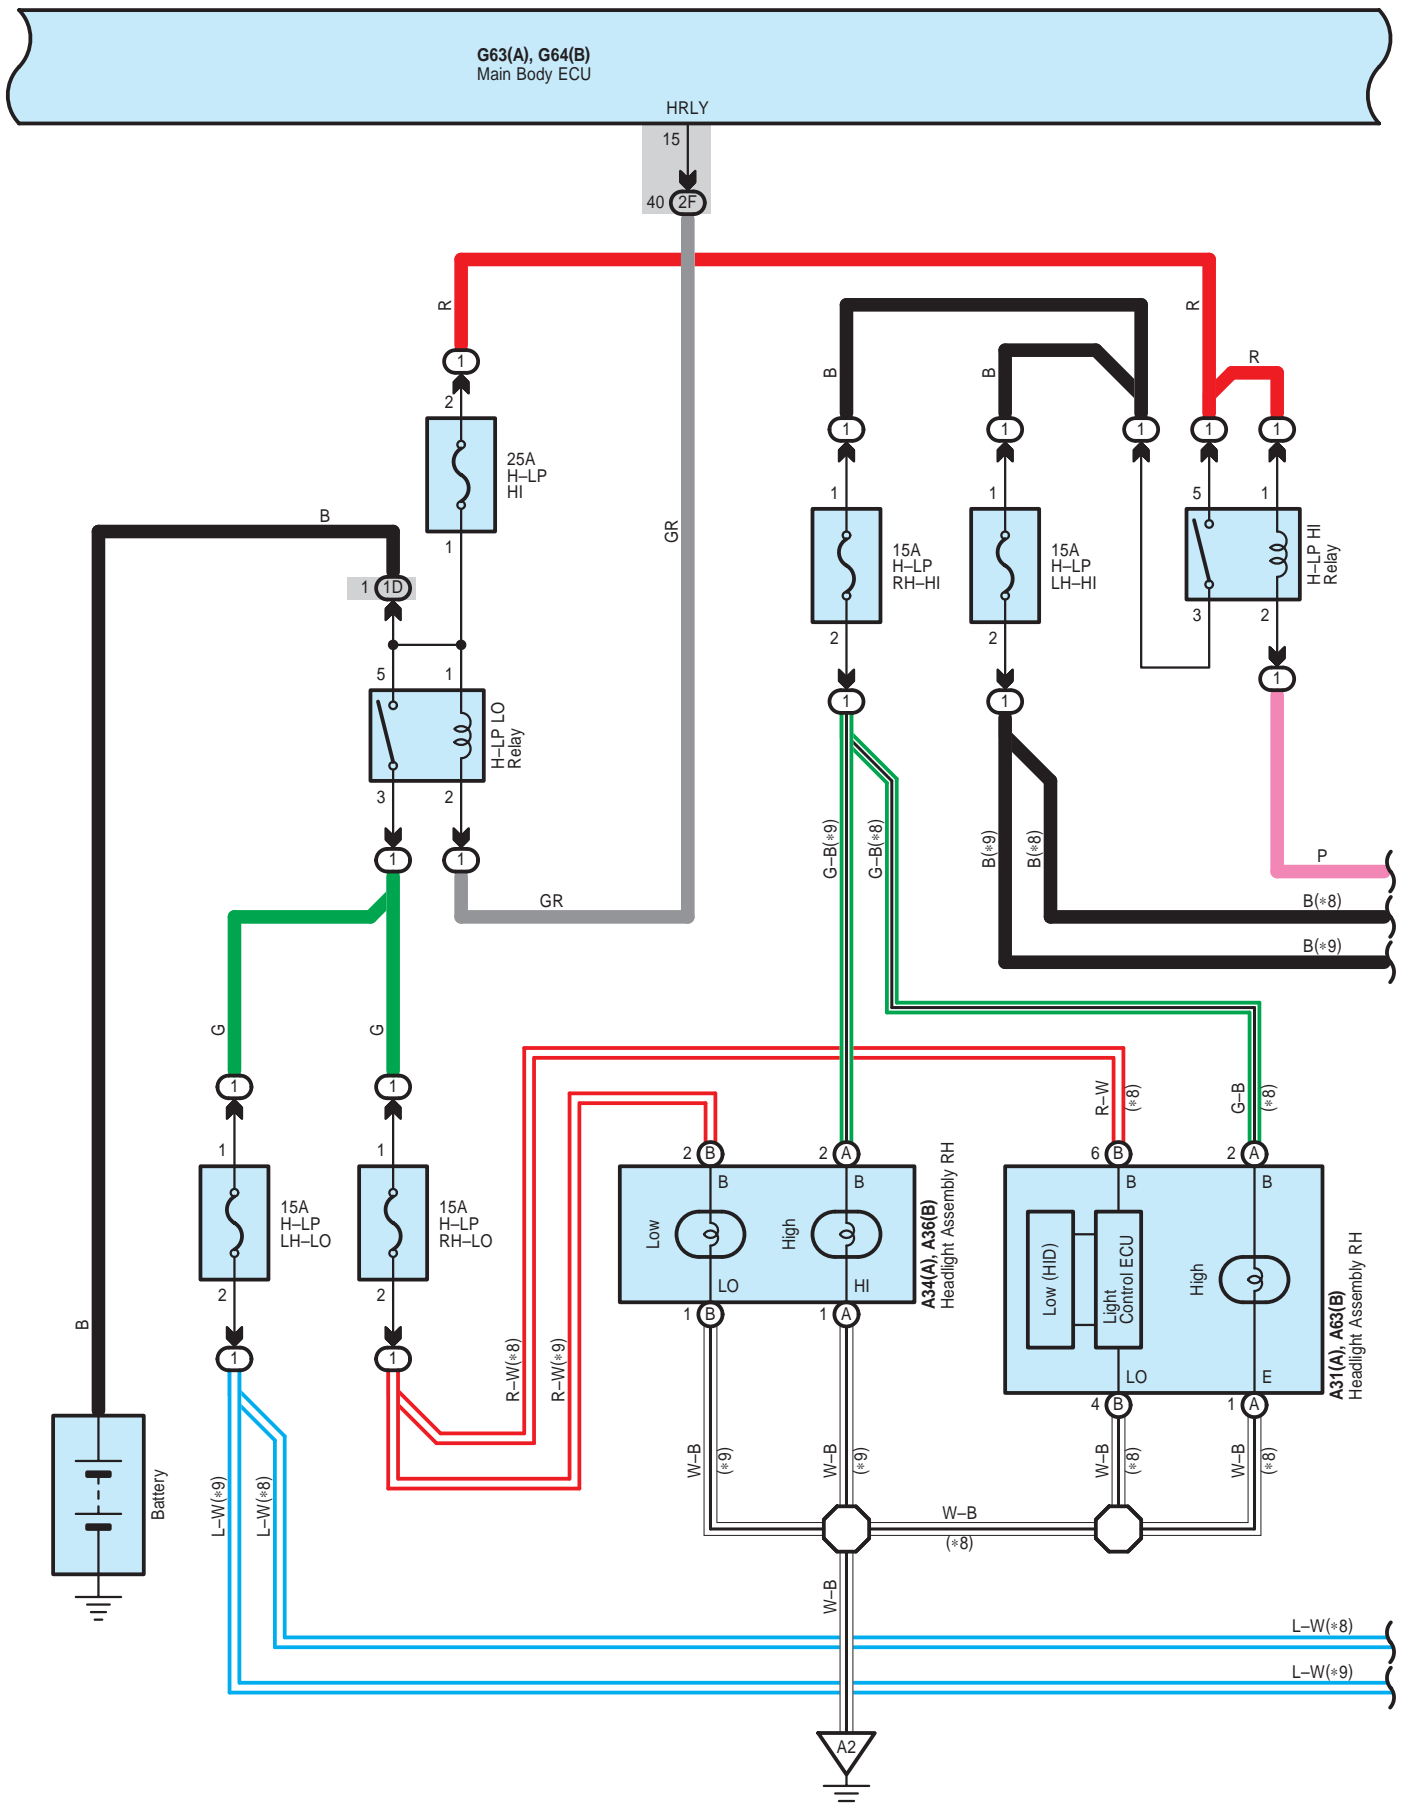 G63(A), G64(B)
Main Body ECU
HRLY
15
40 2F
R
R
R
1
2
B
B
1
1
1
1
1
25A
H–LP
HI
1
B
GR
1 1D
1
15A
H–LP
RH–HI
2
1
15A
H–LP
LH–HI
2
5
1
H–LP HI
Relay
3
2
5
1
H–LP LO
Relay
3
2
1
1
1
1
1
GR
G–B(∗9)
G–B(∗8)
B(∗9)
B(∗8)
P
B(∗8)
B(∗9)
G
G
1
1
R–W
(∗8)
G–B
(∗8)
1
15A
H–LP
LH–LO
2
1
15A
H–LP
RH–LO
2
2 B
2 A
B
B
Low
High
LO
HI
1 B
1 A
A34(A), A36(B)
Headlight Assembly RH
6 B
2 A
B
B
Low (HID)
Light
Control ECU
High
LO
E
4 B
1 A
A31(A), A63(B)
Headlight Assembly RH
B
1
1
R–W(∗8)
R–W(∗9)
Battery
L–W(∗9)
L–W(∗8)
W–B
(∗9)
W–B
(∗9)
W–B
(∗8)
W–B
(∗8)
W–B
(∗8)
W–B
L–W(∗8)
L–W(∗9)
A2